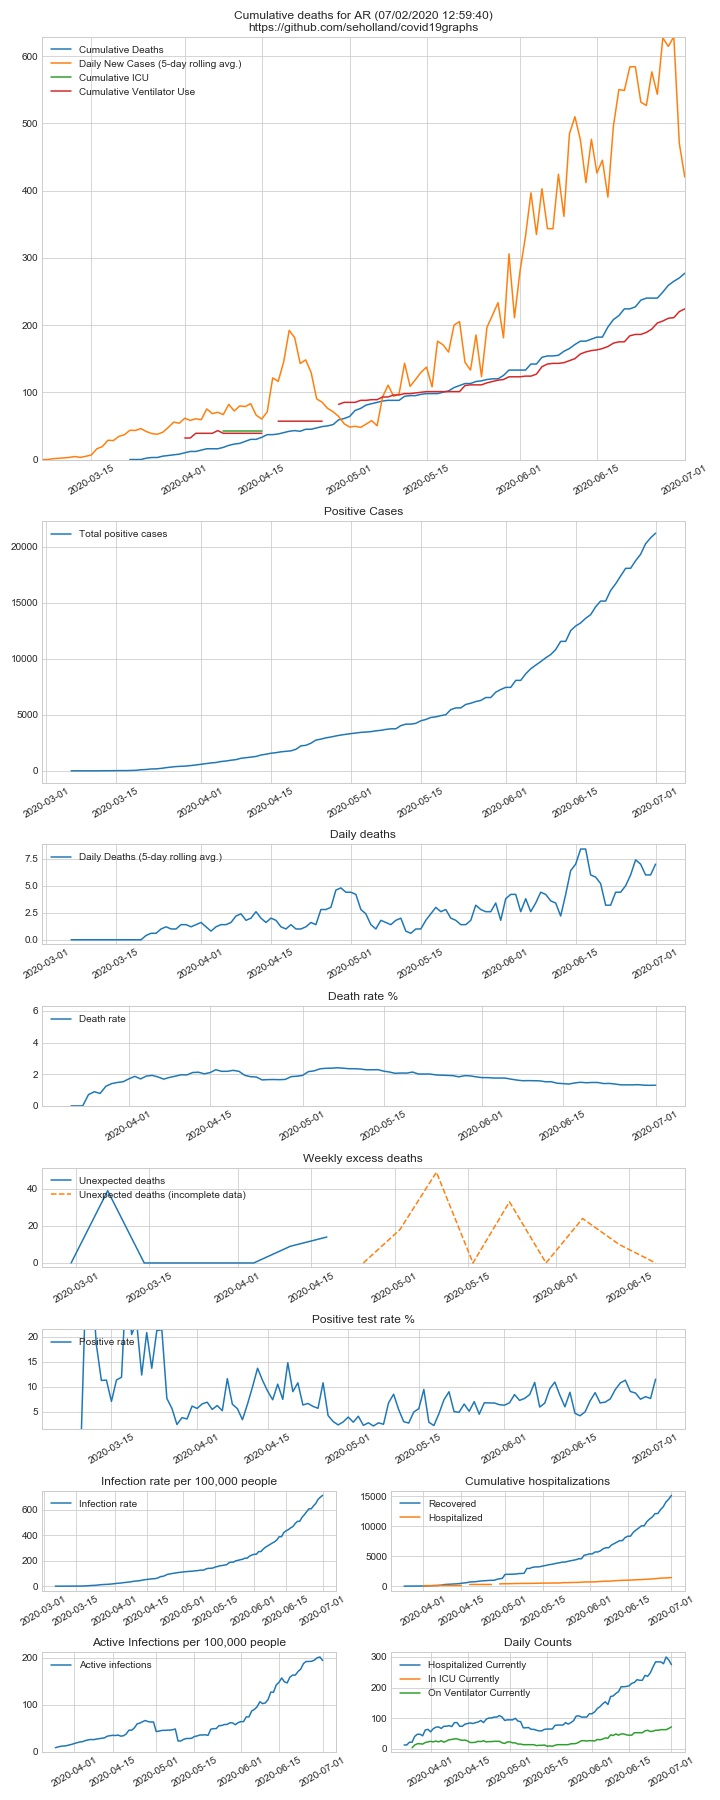 Cumulative deaths for AR (07/02/2020 12:59:40)
https://github.com/seholland/covid19graphs
Cumulative Deaths
Daily New Cases (5-day rolling avg.)
Cumulative ICU
Cumulative Ventilator Use
600
500
400
300
200
100
0
2020-03-15 2020-04-01 2020-04-15 2020-05-01 2020-05-15 2020-06-01 2020-06-15 2020-07-01
Positive Cases
Total positive cases
20000
15000
10000
5000
0
2020-03-01 2020-03-15 2020-04-01 2020-04-15 2020-05-01 2020-05-15 2020-06-01 2020-06-15 2020-07-01
Daily deaths
Daily Deaths (5-day rolling avg.)
7.5
5.0
2.5
0.0
2020-03-01 2020-03-15 2020-04-01 2020-04-15 2020-05-01 2020-05-15 2020-06-01 2020-06-15 2020-07-01
Death rate %
Death rate
6
4
2
0
2020-04-01 2020-04-15 2020-05-01 2020-05-15 2020-06-01 2020-06-15 2020-07-01
Weekly excess deaths
Unexpected deaths
Unexpected deaths (incomplete data)
40
20
0
2020-03-01 2020-03-15 2020-04-01 2020-04-15 2020-05-01 2020-05-15 2020-06-01 2020-06-15
Positive test rate %
Positive rate
20
15
10
5
2020-03-15 2020-04-01 2020-04-15 2020-05-01 2020-05-15 2020-06-01 2020-06-15 2020-07-01
Infection rate per 100,000 people
Infection rate
600
400
200
0
2020-03-01 2020-03-15 2020-04-01 2020-04-15 2020-05-01 2020-05-15 2020-06-01 2020-06-15 2020-07-01
Cumulative hospitalizations
Recovered
Hospitalized
15000
10000
5000
0
2020-04-01 2020-04-15 2020-05-01 2020-05-15 2020-06-01 2020-06-15 2020-07-01
Active Infections per 100,000 people
Active infections
200
100
0
2020-04-01 2020-04-15 2020-05-01 2020-05-15 2020-06-01 2020-06-15 2020-07-01
Daily Counts
Hospitalized Currently
In ICU Currently
On Ventilator Currently
300
200
100
0
2020-04-01 2020-04-15 2020-05-01 2020-05-15 2020-06-01 2020-06-15 2020-07-01